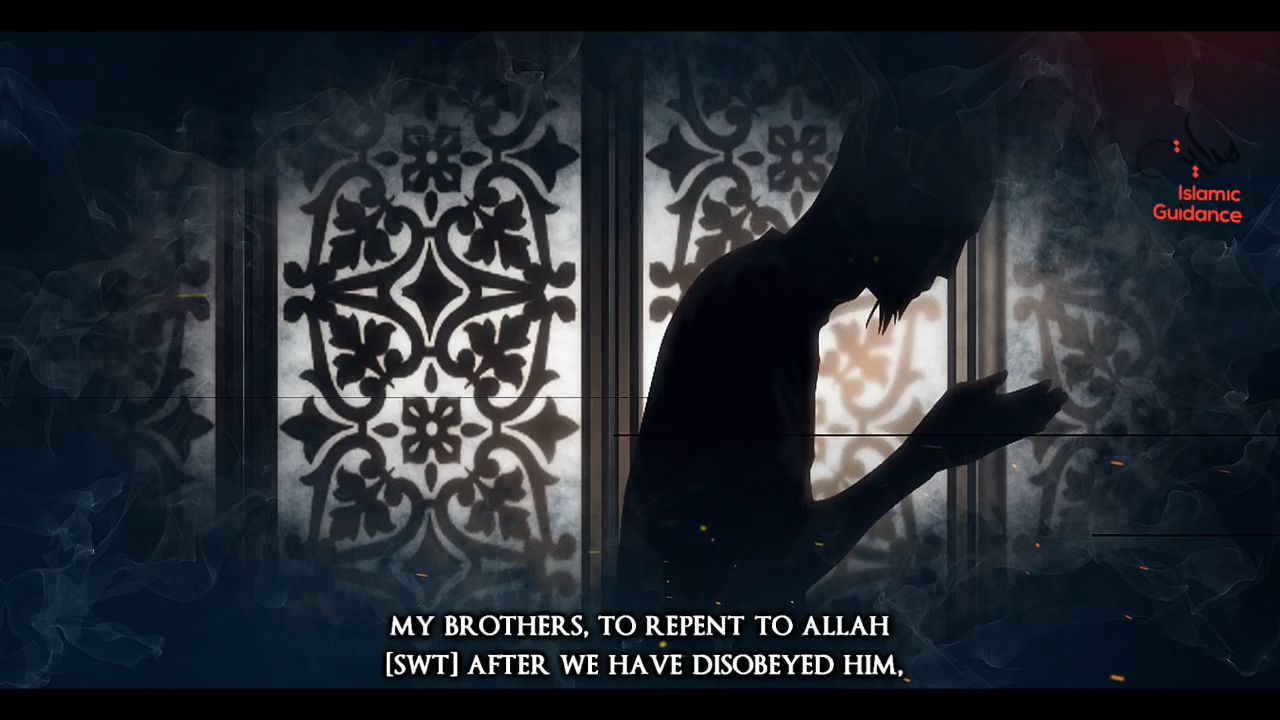 Islamic
Guidance
MY BROTHERS, TO REPENT TO ALLAH
[SWT] AFTER WE HAVE DISOBEYED HIM,